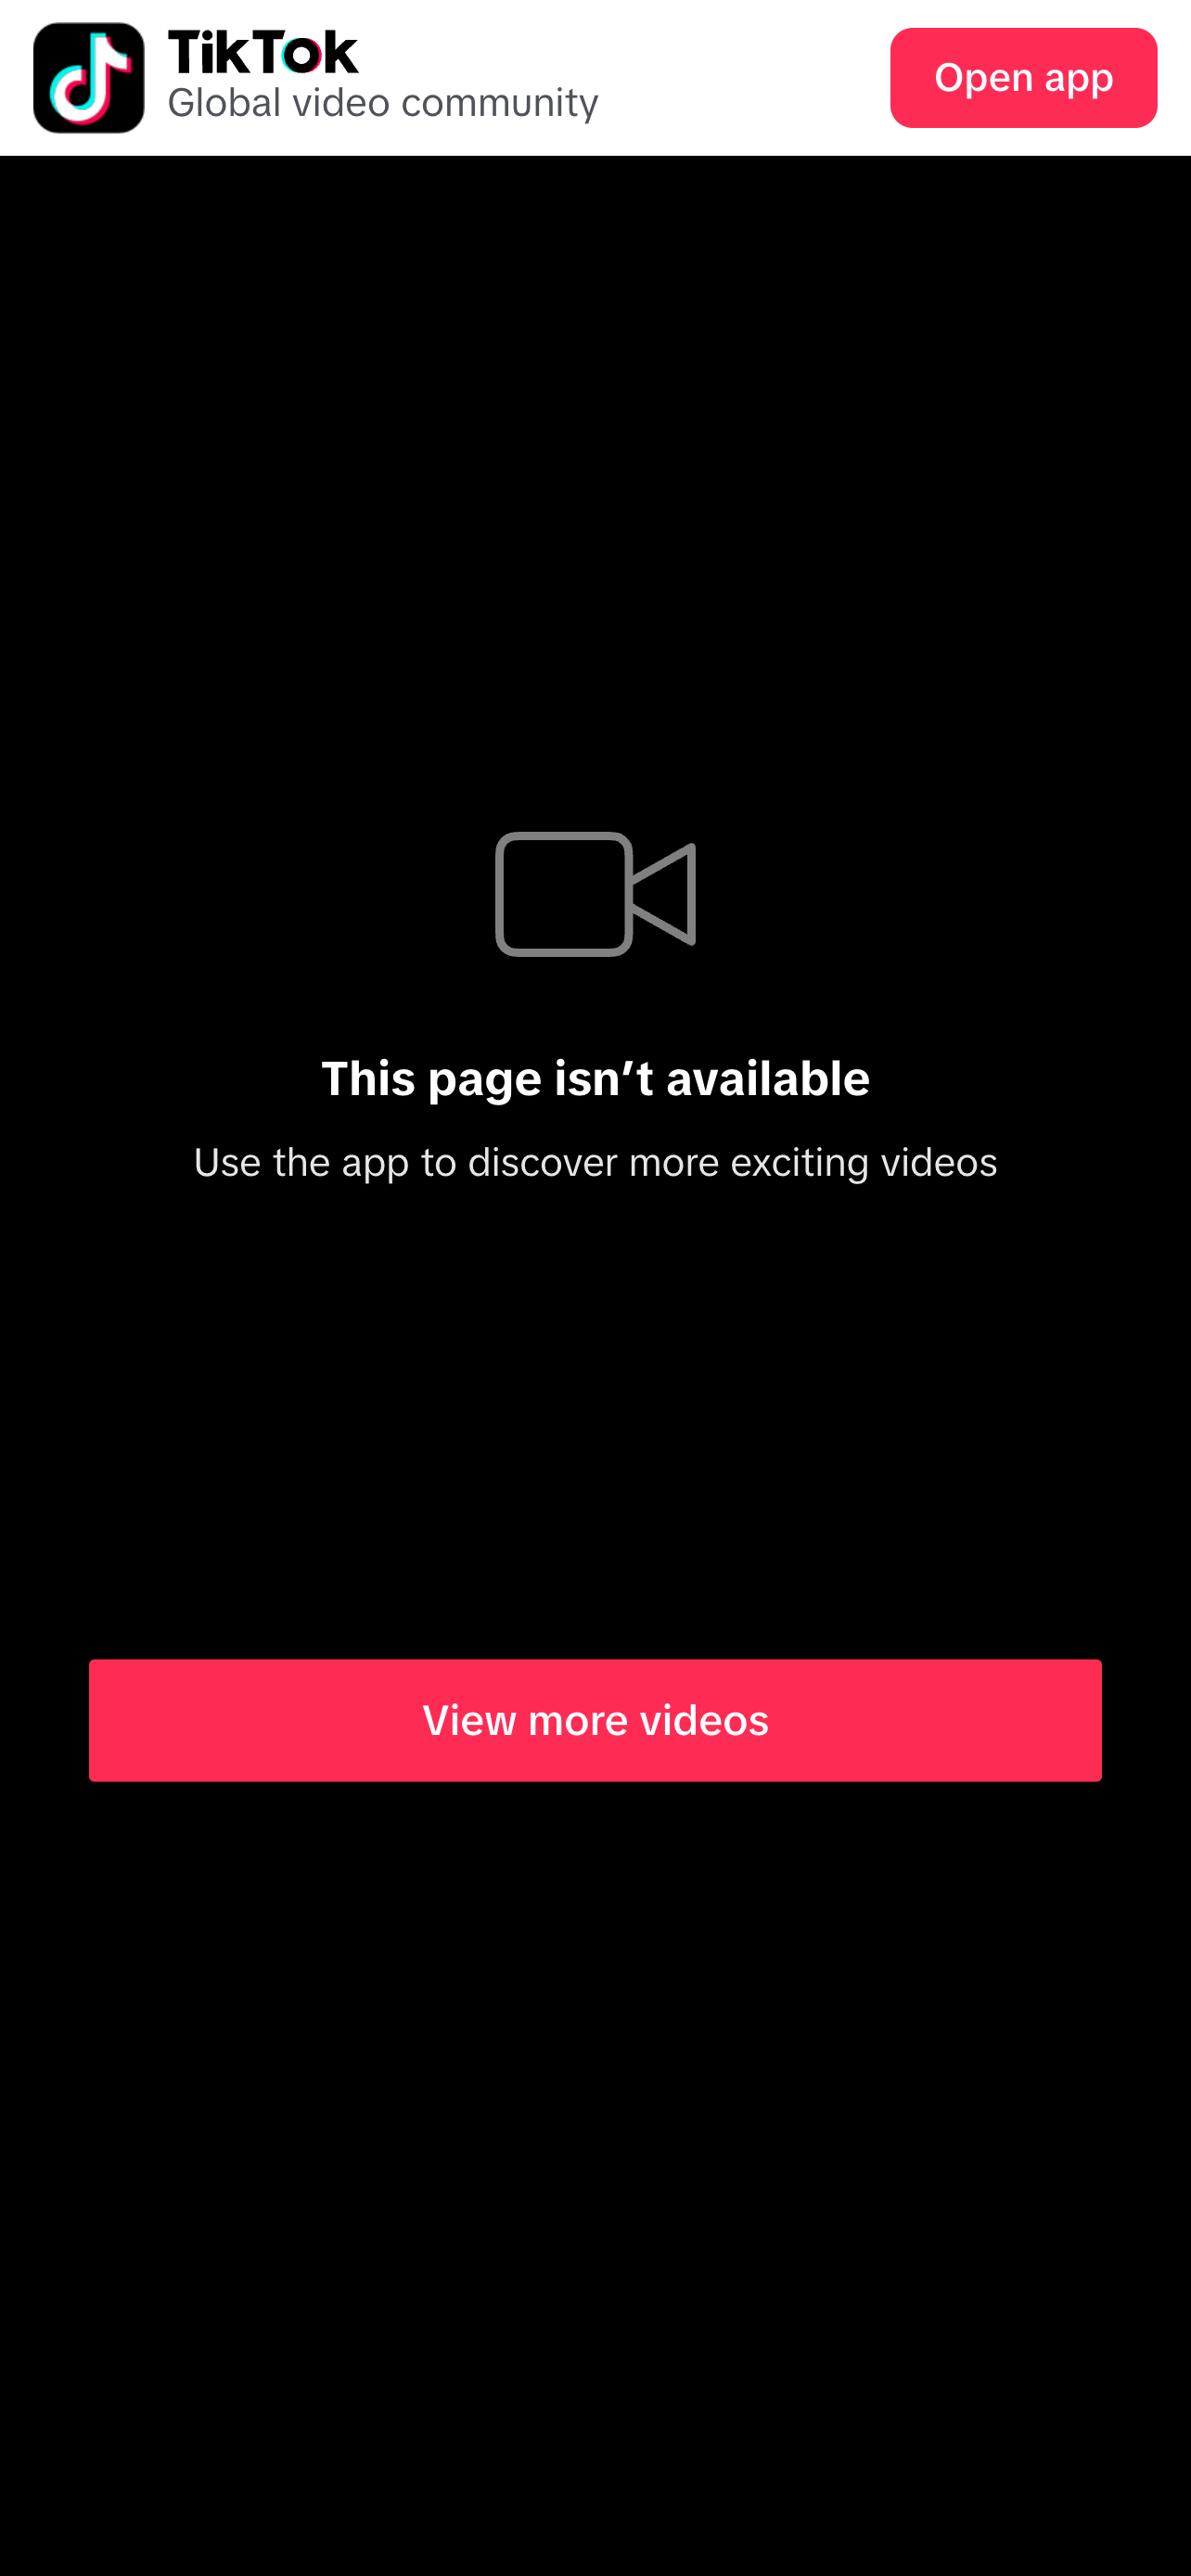 TikTok
Global video community
Open app
This page isn’t available
Use the app to discover more exciting videos
View more videos